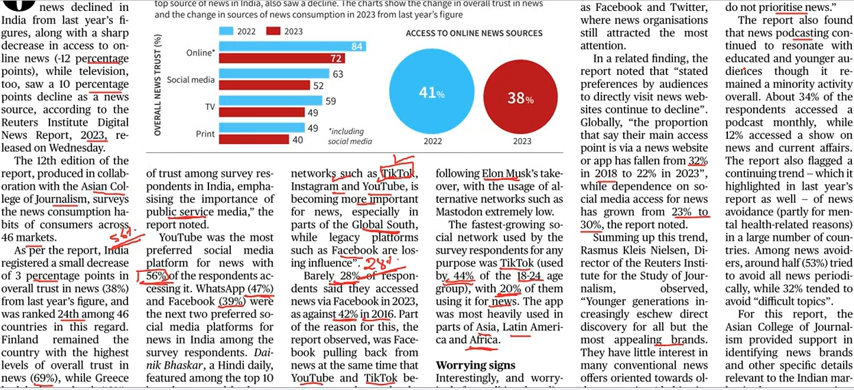 top source of news in India, also saw a decline. The charts show the change in overall trust in news
and the change in sources of news consumption in 2023 from last year's figure
OVERALL NEWS TRUST (%)
2022 2023
Online* 84
72
Social media 63
52
TV 59
49
Print 49
40
*including
social media
ACCESS TO ONLINE NEWS SOURCES
41%
38%
2022 2023
news declined in
India from last year's fi-
gures, along with a sharp
decrease in access to on-
line news (-12 percentage
points), while television,
too, saw a 10 percentage
points decline as a news
source, according to the
Reuters Institute Digital
News Report, 2023, re-
leased on Wednesday.
The 12th edition of the
report, produced in collab-
oration with the Asian Col-
lege of Journalism, surveys
the news consumption ha-
bits of consumers across
46 markets.
As per the report, India
registered a small decrease
of 3 percentage points in
overall trust in news (38%)
from last year's figure, and
was ranked 24th among 46
countries in this regard.
Finland remained the
country with the highest
levels of overall trust in
news (69%), while Greece
of trust among survey res-
pondents in India, empha-
sising the importance of
public service media," the
report noted.
YouTube was the most
preferred social media
platform for news with
56% of the respondents ac-
cessing it. WhatsApp (47%)
and Facebook (39%) were
the next two preferred so-
cial media platforms for
news in India among the
survey respondents. Dai-
nik Bhaskar, a Hindi daily,
featured among the top 10
networks such as TikTok,
Instagram and YouTube, is
becoming more important
for news, especially in
parts of the Global South,
while legacy platforms
such as Facebook are los-
ing influence".
28%
Barely 28% of respon-
dents said they accessed
news via Facebook in 2023,
as against 42% in 2016. Part
of the reason for this, the
report observed, was Face-
book pulling back from
news at the same time that
YouTube and TikTok be-
following Elon Musk's take-
over, with the usage of al-
ternative networks such as
Mastodon extremely low.
The fastest-growing so-
cial network used by the
survey respondents for any
purpose was TikTok (used
by 44% of the 18-24 age
group), with 20% of them
using it for news. The app
was most heavily used in
parts of Asia, Latin Ameri-
ca and Africa.
Worrying signs
Interestingly, and worry-
as Facebook and Twitter,
where news organisations
still attracted the most
attention.
In a related finding, the
report noted that "stated
preferences by audiences
to directly visit news web-
sites continue to decline".
Globally, "the proportion
that say their main access
point is via a news website
or app has fallen from 32%
in 2018 to 22% in 2023",
while dependence on so-
cial media access for news
has grown from 23% to
30%, the report noted.
Summing up this trend,
Rasmus Kleis Nielsen, Di-
rector of the Reuters Insti-
tute for the Study of Jour-
nalism, observed,
"Younger generations in-
creasingly eschew direct
discovery for all but the
most appealing brands.
They have little interest in
many conventional news
offers oriented towards ol-
do not prioritise news."
The report also found
that news podcasting con-
tinued to resonate with
educated and younger au-
diences though it re-
mained a minority activity
overall. About 34% of the
respondents accessed a
podcast monthly, while
12% accessed a show on
news and current affairs.
The report also flagged a
continuing trend – which it
highlighted in last year's
report as well – of news
avoidance (partly for men-
tal health-related reasons)
in a large number of coun-
tries. Among news avoid-
ers, around half (53%) tried
to avoid all news periodi-
cally, while 32% tended to
avoid "difficult topics".
For this report, the
Asian College of Journal-
ism provided support in
identifying news brands
and other specific details
relevant to the Indian mar-